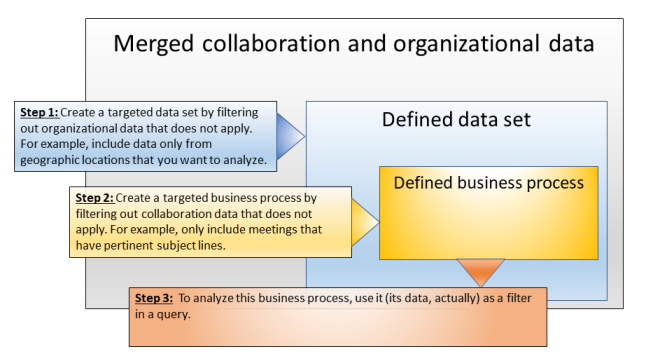 Merged collaboration and organizational data
Step 1: Create a targeted data set by filtering
out organizational data that does not apply.
For example, include data only from
geographic locations that you want to analyze.
Defined data set
Defined business process
Step 2: Create a targeted business process by
filtering out collaboration data that does not
apply. For example, only include meetings that
have pertinent subject lines.
Step 3:  To analyze this business process, use it (its data, actually) as a filter
in a query.